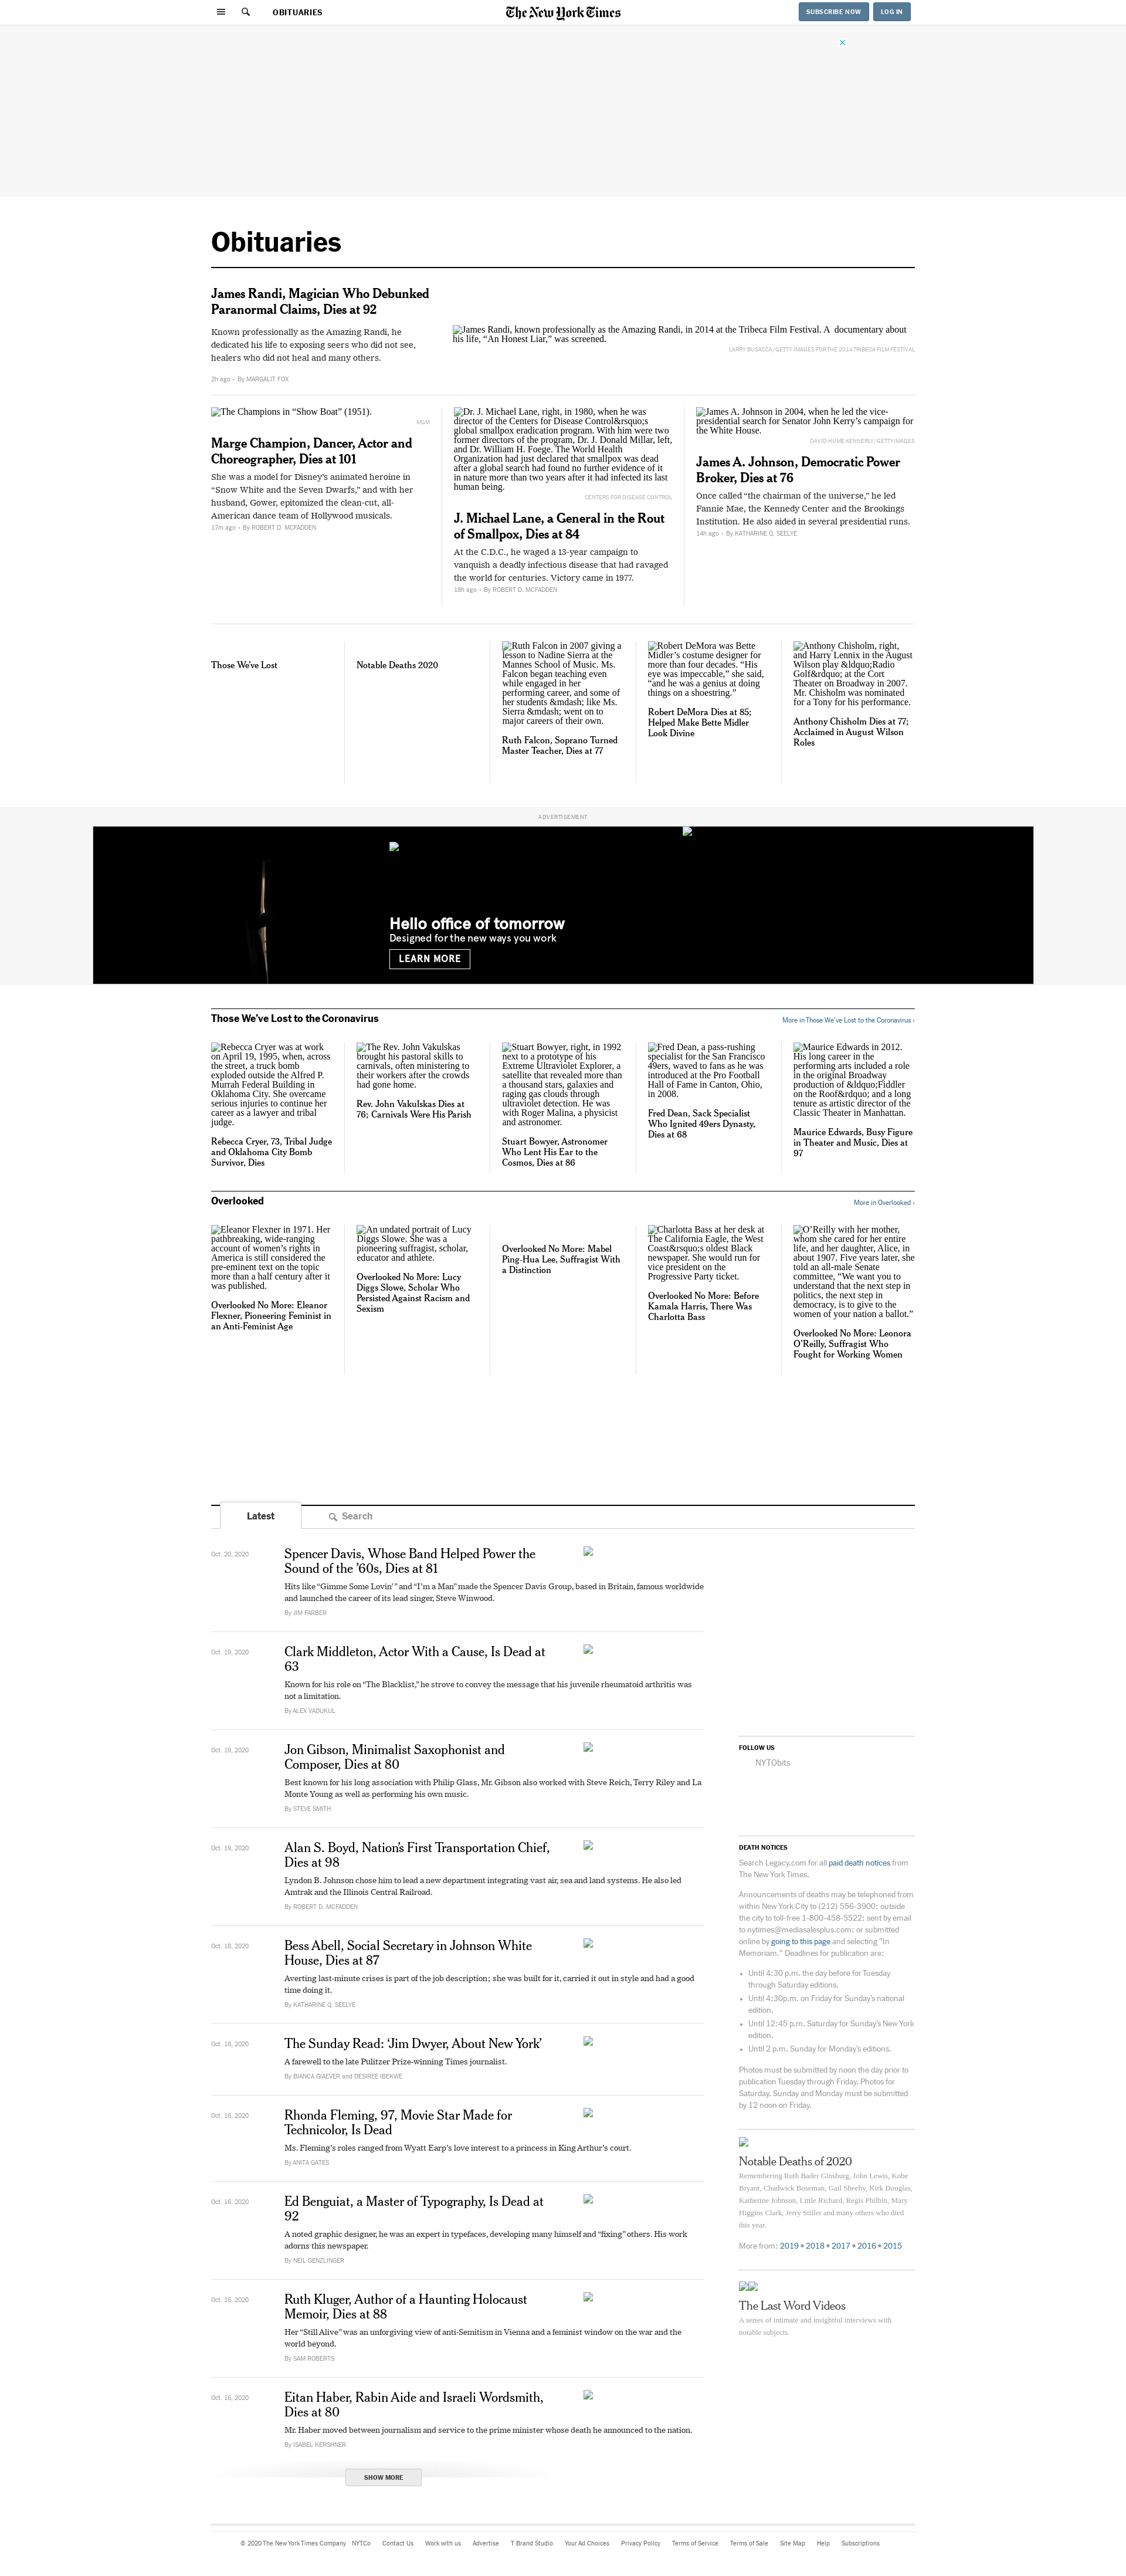 OBITUARIES
The New York Times
SUBSCRIBE NOW
LOG IN
Obituaries
James Randi, Magician Who Debunked
Paranormal Claims, Dies at 92
Known professionally as the Amazing Randi, he
dedicated his life to exposing seers who did not see,
healers who did not heal and many others.
2h ago • By MARGALIT FOX
James Randi, known professionally as the Amazing Randi, in 2014 at the Tribeca Film Festival. A documentary about
his life, “An Honest Liar,” was screened.
LARRY BUSACCA/GETTY IMAGES FOR THE 2014 TRIBECA FILM FESTIVAL
The Champions in “Show Boat” (1951).
MGM
Marge Champion, Dancer, Actor and
Choreographer, Dies at 101
She was a model for Disney’s animated heroine in
“Snow White and the Seven Dwarfs,” and with her
husband, Gower, epitomized the clean-cut, all-
American dance team of Hollywood musicals.
17m ago • By ROBERT D. MCFADDEN
Dr. J. Michael Lane, right, in 1980, when he was
director of the Centers for Disease Control&rsquo;s
global smallpox eradication program. With him were two
former directors of the program, Dr. J. Donald Millar, left,
and Dr. William H. Foege. The World Health
Organization had just declared that smallpox was dead
after a global search had found no further evidence of it
in nature more than two years after it had infected its last
human being.
CENTERS FOR DISEASE CONTROL
J. Michael Lane, a General in the Rout
of Smallpox, Dies at 84
At the C.D.C., he waged a 13-year campaign to
vanquish a deadly infectious disease that had ravaged
the world for centuries. Victory came in 1977.
18h ago • By ROBERT D. MCFADDEN
James A. Johnson in 2004, when he led the vice-
presidential search for Senator John Kerry’s campaign for
the White House.
DAVID HUME KENNERLY/GETTYIMAGES
James A. Johnson, Democratic Power
Broker, Dies at 76
Once called “the chairman of the universe,” he led
Fannie Mae, the Kennedy Center and the Brookings
Institution. He also aided in several presidential runs.
14h ago • By KATHARINE Q. SEELYE
Those We’ve Lost
Notable Deaths 2020
Ruth Falcon in 2007 giving a
lesson to Nadine Sierra at the
Mannes School of Music. Ms.
Falcon began teaching even
while engaged in her
performing career, and some of
her students &mdash; like Ms.
Sierra &mdash; went on to
major careers of their own.
Ruth Falcon, Soprano Turned
Master Teacher, Dies at 77
Robert DeMora was Bette
Midler’s costume designer for
more than four decades. “His
eye was impeccable,” she said,
“and he was a genius at doing
things on a shoestring.”
Robert DeMora Dies at 85;
Helped Make Bette Midler
Look Divine
Anthony Chisholm, right,
and Harry Lennix in the August
Wilson play &ldquo;Radio
Golf&rdquo; at the Cort
Theater on Broadway in 2007.
Mr. Chisholm was nominated
for a Tony for his performance.
Anthony Chisholm Dies at 77;
Acclaimed in August Wilson
Roles
ADVERTISEMENT
Hello office of tomorrow
Designed for the new ways you work
LEARN MORE
Those We’ve Lost to the Coronavirus
More in Those We’ve Lost to the Coronavirus ›
Rebecca Cryer was at work
on April 19, 1995, when, across
the street, a truck bomb
exploded outside the Alfred P.
Murrah Federal Building in
Oklahoma City. She overcame
serious injuries to continue her
career as a lawyer and tribal
judge.
Rebecca Cryer, 73, Tribal Judge
and Oklahoma City Bomb
Survivor, Dies
The Rev. John Vakulskas
brought his pastoral skills to
carnivals, often ministering to
their workers after the crowds
had gone home.
Rev. John Vakulskas Dies at
76; Carnivals Were His Parish
Stuart Bowyer, right, in 1992
next to a prototype of his
Extreme Ultraviolet Explorer, a
satellite that revealed more than
a thousand stars, galaxies and
raging gas clouds through
ultraviolet detection. He was
with Roger Malina, a physicist
and astronomer.
Stuart Bowyer, Astronomer
Who Lent His Ear to the
Cosmos, Dies at 86
Fred Dean, a pass-rushing
specialist for the San Francisco
49ers, waved to fans as he was
introduced at the Pro Football
Hall of Fame in Canton, Ohio,
in 2008.
Fred Dean, Sack Specialist
Who Ignited 49ers Dynasty,
Dies at 68
Maurice Edwards in 2012.
His long career in the
performing arts included a role
in the original Broadway
production of &ldquo;Fiddler
on the Roof&rdquo; and a long
tenure as artistic director of the
Classic Theater in Manhattan.
Maurice Edwards, Busy Figure
in Theater and Music, Dies at
97
Overlooked
More in Overlooked ›
Eleanor Flexner in 1971. Her
pathbreaking, wide-ranging
account of women’s rights in
America is still considered the
pre-eminent text on the topic
more than a half century after it
was published.
Overlooked No More: Eleanor
Flexner, Pioneering Feminist in
an Anti-Feminist Age
An undated portrait of Lucy
Diggs Slowe. She was a
pioneering suffragist, scholar,
educator and athlete.
Overlooked No More: Lucy
Diggs Slowe, Scholar Who
Persisted Against Racism and
Sexism
Overlooked No More: Mabel
Ping-Hua Lee, Suffragist With
a Distinction
Charlotta Bass at her desk at
The California Eagle, the West
Coast&rsquo;s oldest Black
newspaper. She would run for
vice president on the
Progressive Party ticket.
Overlooked No More: Before
Kamala Harris, There Was
Charlotta Bass
O’Reilly with her mother,
whom she cared for her entire
life, and her daughter, Alice, in
about 1907. Five years later, she
told an all-male Senate
committee, “We want you to
understand that the next step in
politics, the next step in
democracy, is to give to the
women of your nation a ballot.”
Overlooked No More: Leonora
O’Reilly, Suffragist Who
Fought for Working Women
Latest
Search
Oct. 20, 2020
Spencer Davis, Whose Band Helped Power the
Sound of the ’60s, Dies at 81
Hits like “Gimme Some Lovin’ ” and “I’m a Man” made the Spencer Davis Group, based in Britain, famous worldwide
and launched the career of its lead singer, Steve Winwood.
By JIM FARBER
Oct. 19, 2020
Clark Middleton, Actor With a Cause, Is Dead at
63
Known for his role on “The Blacklist,” he strove to convey the message that his juvenile rheumatoid arthritis was
not a limitation.
By ALEX VADUKUL
Oct. 19, 2020
Jon Gibson, Minimalist Saxophonist and
Composer, Dies at 80
Best known for his long association with Philip Glass, Mr. Gibson also worked with Steve Reich, Terry Riley and La
Monte Young as well as performing his own music.
By STEVE SMITH
Oct. 19, 2020
Alan S. Boyd, Nation’s First Transportation Chief,
Dies at 98
Lyndon B. Johnson chose him to lead a new department integrating vast air, sea and land systems. He also led
Amtrak and the Illinois Central Railroad.
By ROBERT D. MCFADDEN
Oct. 18, 2020
Bess Abell, Social Secretary in Johnson White
House, Dies at 87
Averting last-minute crises is part of the job description; she was built for it, carried it out in style and had a good
time doing it.
By KATHARINE Q. SEELYE
Oct. 18, 2020
The Sunday Read: ‘Jim Dwyer, About New York’
A farewell to the late Pulitzer Prize-winning Times journalist.
By BIANCA GIAEVER and DESIREE IBEKWE
Oct. 16, 2020
Rhonda Fleming, 97, Movie Star Made for
Technicolor, Is Dead
Ms. Fleming’s roles ranged from Wyatt Earp’s love interest to a princess in King Arthur’s court.
By ANITA GATES
Oct. 16, 2020
Ed Benguiat, a Master of Typography, Is Dead at
92
A noted graphic designer, he was an expert in typefaces, developing many himself and “fixing” others. His work
adorns this newspaper.
By NEIL GENZLINGER
Oct. 16, 2020
Ruth Kluger, Author of a Haunting Holocaust
Memoir, Dies at 88
Her “Still Alive” was an unforgiving view of anti-Semitism in Vienna and a feminist window on the war and the
world beyond.
By SAM ROBERTS
Oct. 16, 2020
Eitan Haber, Rabin Aide and Israeli Wordsmith,
Dies at 80
Mr. Haber moved between journalism and service to the prime minister whose death he announced to the nation.
By ISABEL KERSHNER
SHOW MORE
FOLLOW US
NYTObits
DEATH NOTICES
Search Legacy.com for all paid death notices from
The New York Times.
Announcements of deaths may be telephoned from
within New York City to (212) 556-3900; outside
the city to toll-free 1-800-458-5522; sent by email
to nytimes@mediasalesplus.com; or submitted
online by going to this page and selecting "In
Memoriam." Deadlines for publication are:
• Until 4:30 p.m. the day before for Tuesday
through Saturday editions.
• Until 4:30p.m. on Friday for Sunday’s national
edition.
• Until 12:45 p.m. Saturday for Sunday’s New York
edition.
• Until 2 p.m. Sunday for Monday’s editions.
Photos must be submitted by noon the day prior to
publication Tuesday through Friday. Photos for
Saturday, Sunday and Monday must be submitted
by 12 noon on Friday.
Notable Deaths of 2020
Remembering Ruth Bader Ginsburg, John Lewis, Kobe
Bryant, Chadwick Boseman, Gail Sheehy, Kirk Douglas,
Katherine Johnson, Little Richard, Regis Philbin, Mary
Higgins Clark, Jerry Stiller and many others who died
this year.
More from: 2019 • 2018 • 2017 • 2016 • 2015
The Last Word Videos
A series of intimate and insightful interviews with
notable subjects.
© 2020 The New York Times Company NYTCo Contact Us Work with us Advertise T Brand Studio Your Ad Choices Privacy Policy Terms of Service Terms of Sale Site Map Help Subscriptions